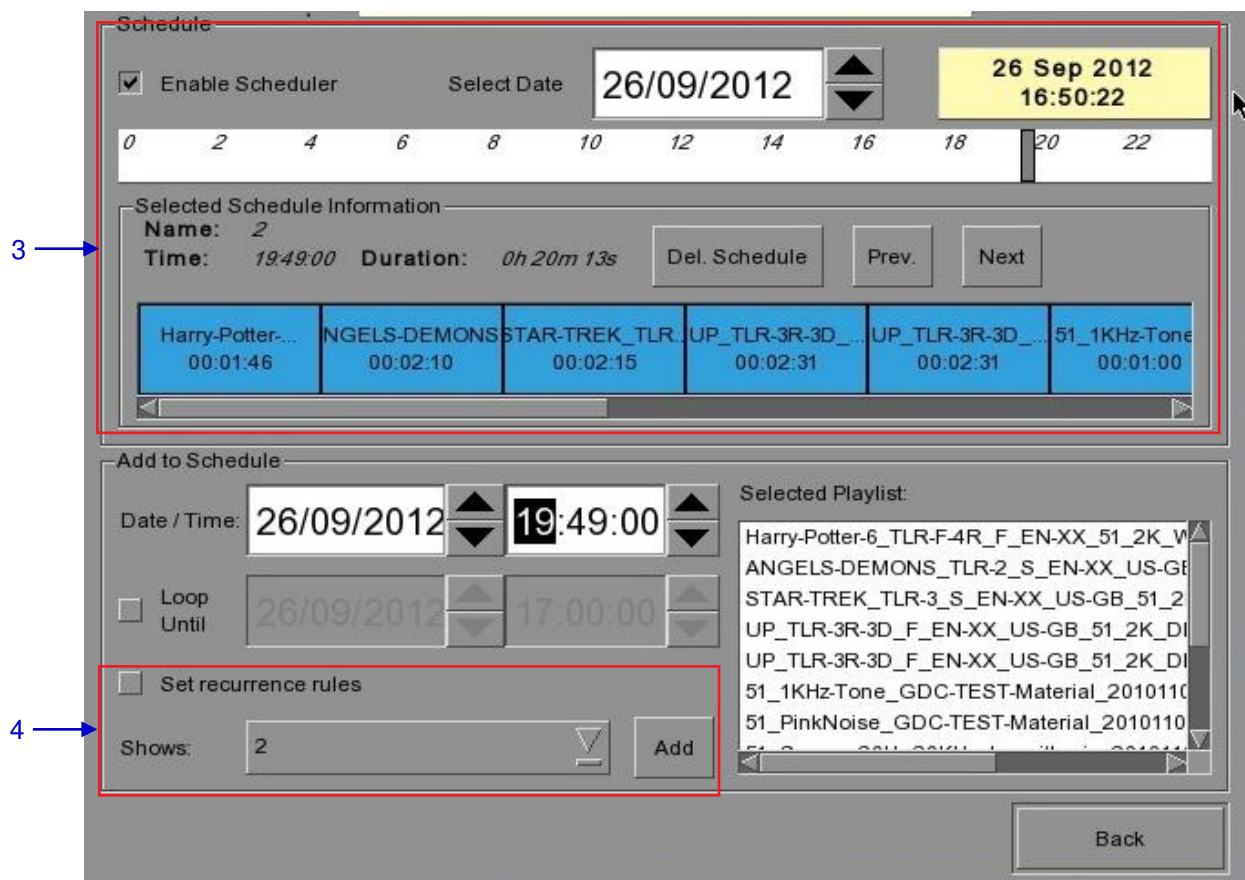 Schedule
Enable Scheduler
Select Date
26/09/2012
26 Sep 2012
16:50:22
0 2 4 6 8 10 12 14 16 18 20 22
Selected Schedule Information
Name: 2
3
Time: 19:49:00 Duration: 0h 20m 13s
Del. Schedule
Prev.
Next
Harry-Potter-...
00:01:46
NGELS-DEMONS
00:02:10
STAR-TREK_TLR..
00:02:15
UP_TLR-3R-3D_...
00:02:31
UP_TLR-3R-3D_...
00:02:31
51_1KHz-Tone
00:01:00
Add to Schedule
Date / Time: 26/09/2012 19:49:00
Loop
Until
26/09/2012 17:00:00
Set recurrence rules
4
Shows: 2
Add
Selected Playlist:
Harry-Potter-6_TLR-F-4R_F_EN-XX_51_2K_W
ANGELS-DEMONS_TLR-2_S_EN-XX_US-GE
STAR-TREK_TLR-3_S_EN-XX_US-GB_51_2
UP_TLR-3R-3D_F_EN-XX_US-GB_51_2K_DI
UP_TLR-3R-3D_F_EN-XX_US-GB_51_2K_DI
51_1KHz-Tone_GDC-TEST-Material_2010110
51_PinkNoise_GDC-TEST-Material_2010110
Back